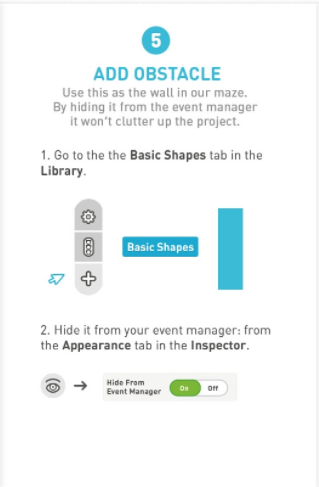 5
ADD OBSTACLE
Use this as the wall in our maze.
By hiding it from the event manager
it won't clutter up the project.
1. Go to the the Basic Shapes tab in the
Library.
Basic Shapes
2. Hide it from your event manager: from
the Appearance tab in the Inspector.
Hide From
Event Manager
On Off